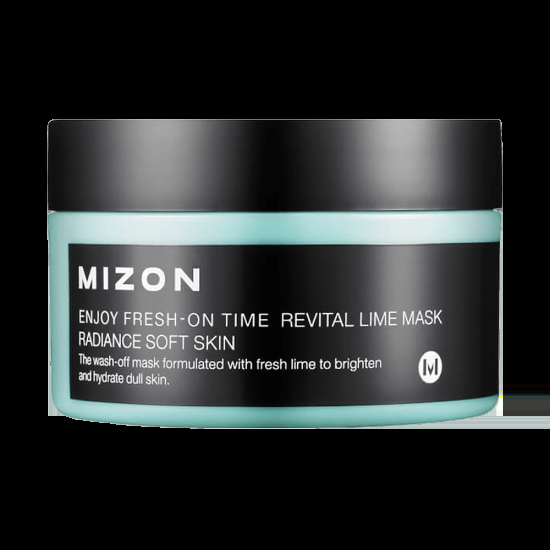 MIZON
ENJOY FRESH-ON TIME REVITAL LIME MASK
RADIANCE SOFT SKIN
The wash-off mask formulated with fresh lime to brighten
and hydrate dull skin.
M